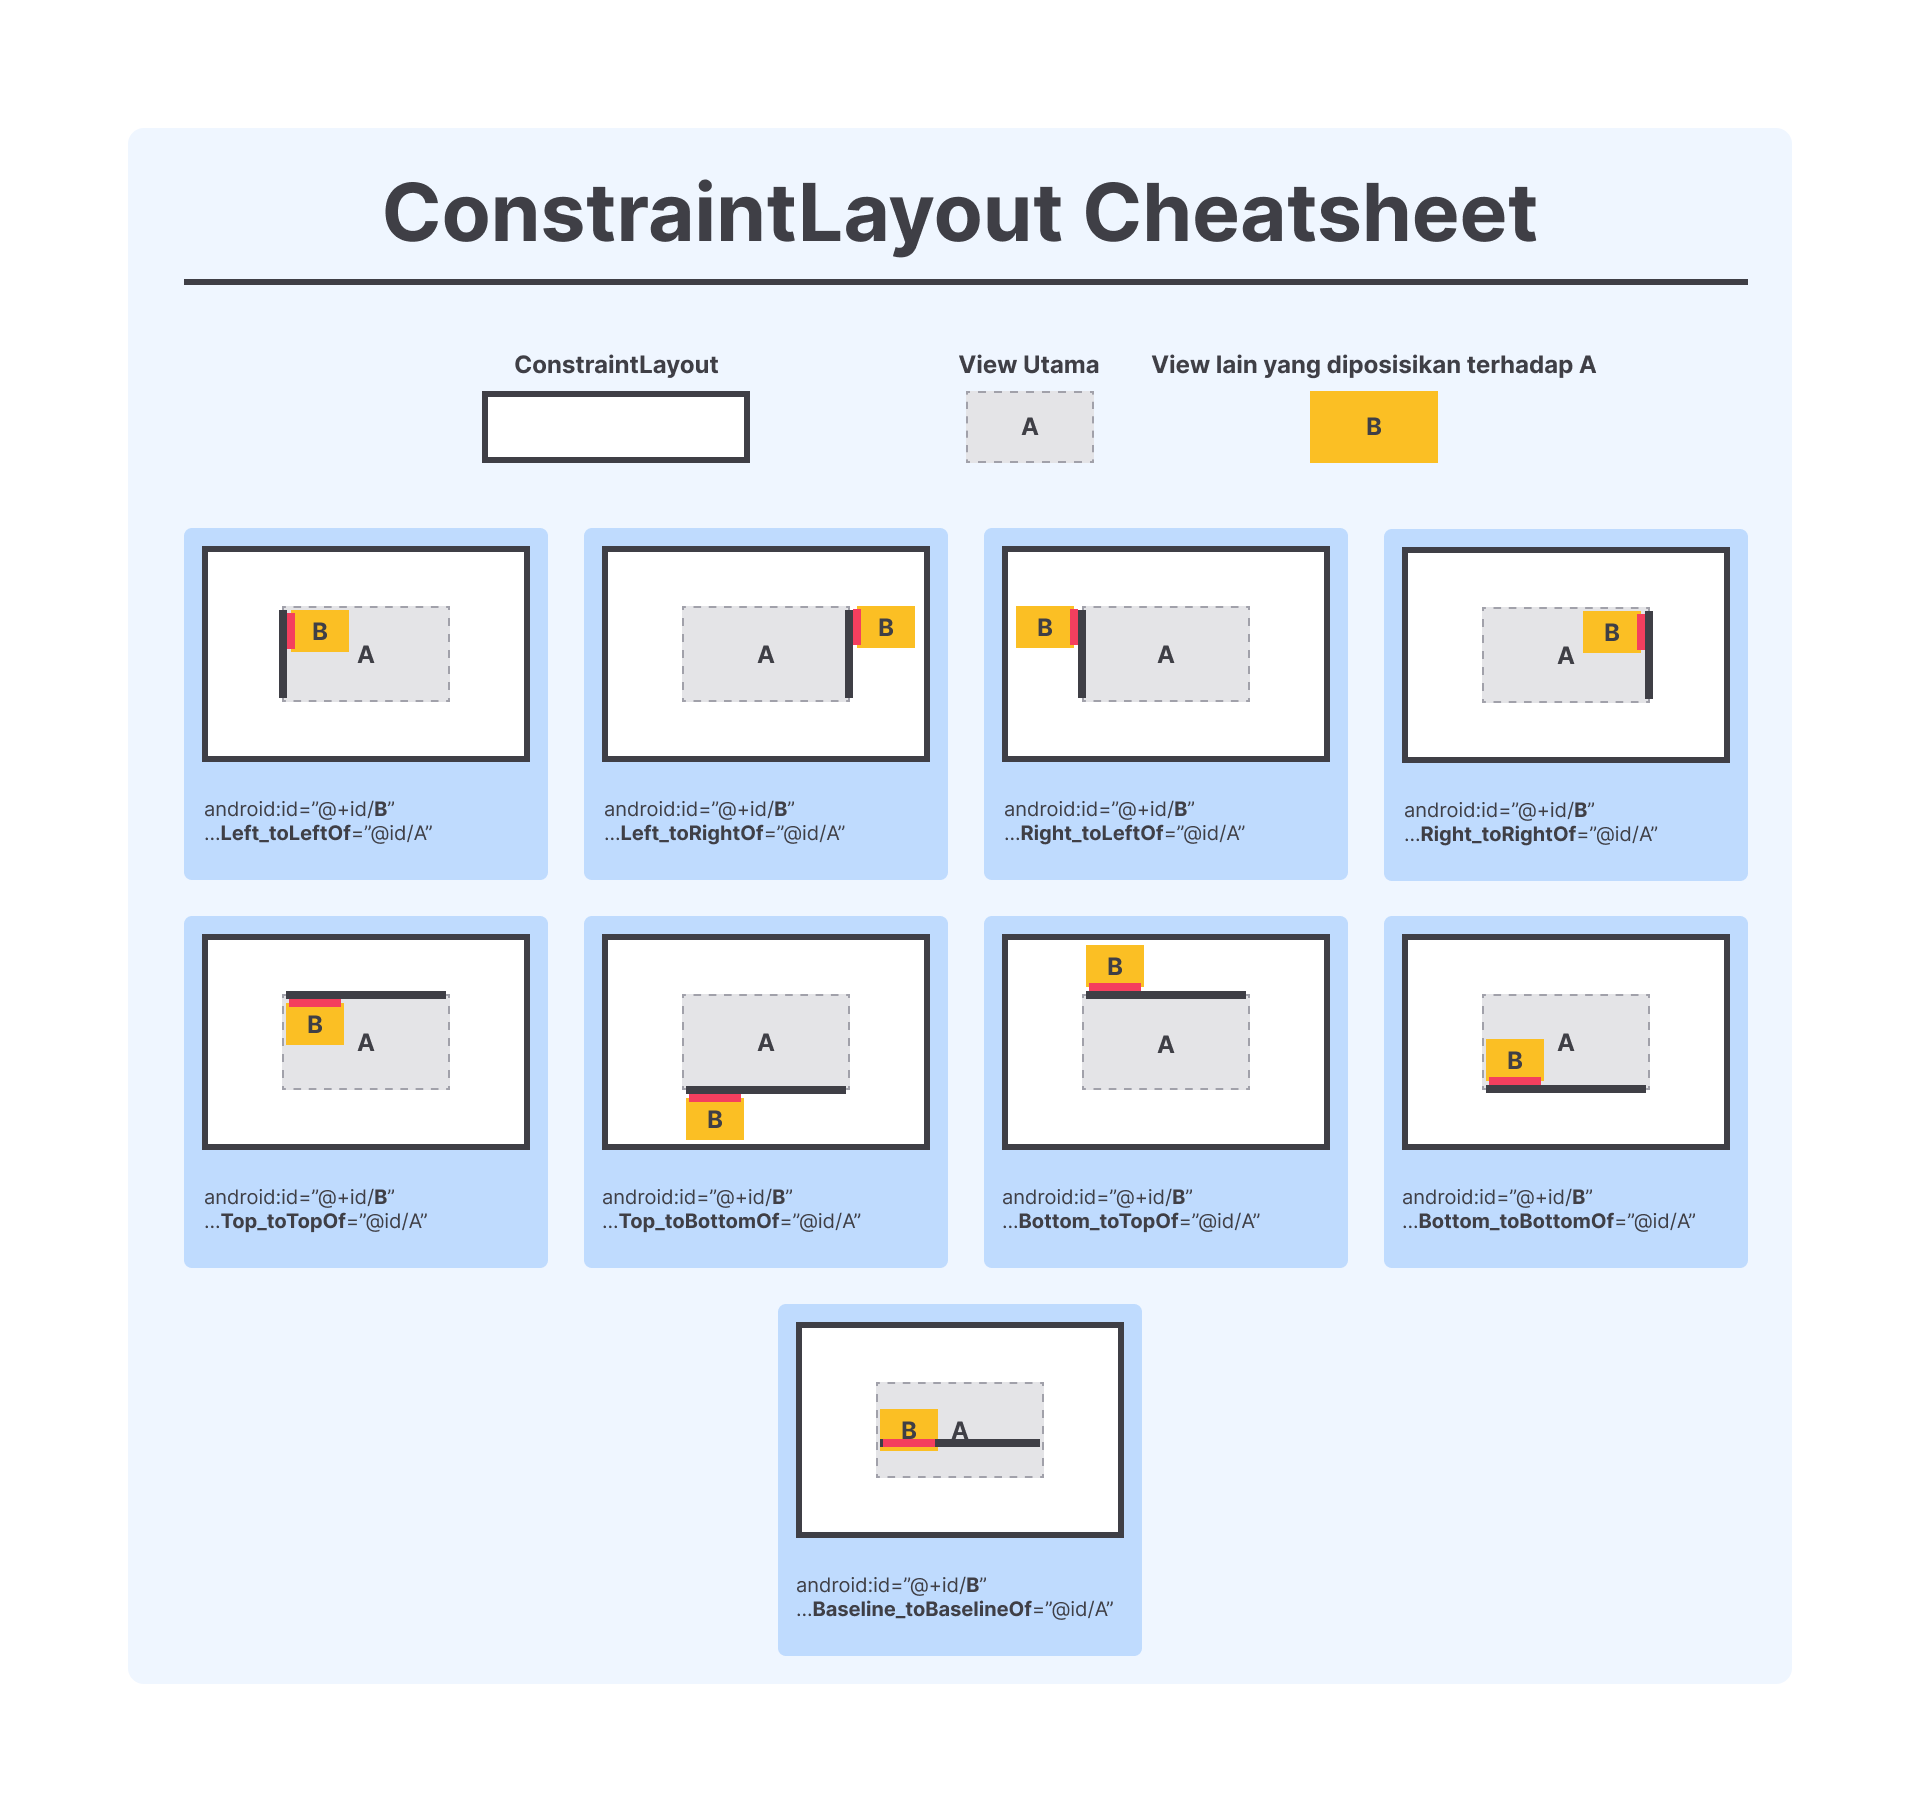 ConstraintLayout Cheatsheet
ConstraintLayout
View Utama
View lain yang diposisikan terhadap A
A
B
B
A
android:id=”@+id/B”
...Left_toLeftOf=”@id/A”
A
B
android:id=”@+id/B”
...Left_toRightOf=”@id/A”
B
A
android:id=”@+id/B”
...Right_toLeftOf=”@id/A”
B
A
android:id=”@+id/B”
...Right_toRightOf=”@id/A”
B
A
android:id=”@+id/B”
...Top_toTopOf=”@id/A”
A
B
android:id=”@+id/B”
...Top_toBottomOf=”@id/A”
B
A
android:id=”@+id/B”
...Bottom_toTopOf=”@id/A”
A
B
android:id=”@+id/B”
...Bottom_toBottomOf=”@id/A”
B A
android:id=”@+id/B”
...Baseline_toBaselineOf=”@id/A”